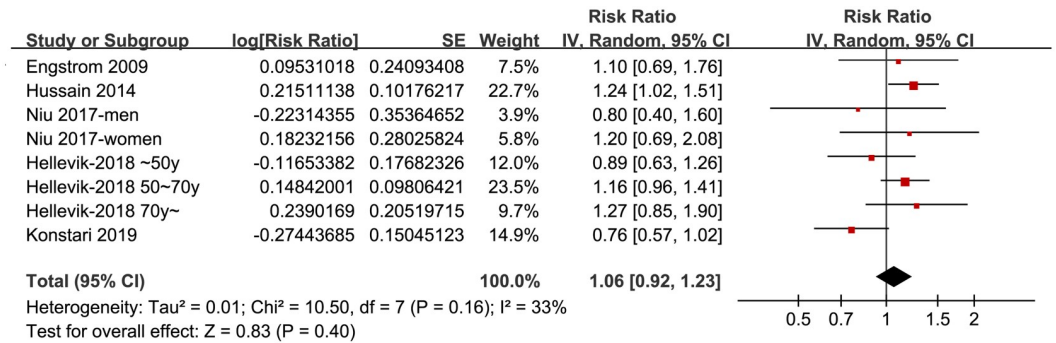 Risk Ratio Risk Ratio
Study or Subgroup log[Risk Ratio] SE Weight IV, Random, 95% CI IV, Random, 95% CI
Engstrom 2009 0.09531018 0.24093408 7.5% 1.10 [0.69, 1.76]
Hussain 2014 0.21511138 0.10176217 22.7% 1.24 [1.02, 1.51]
Niu 2017-men -0.22314355 0.35364652 3.9% 0.80 [0.40, 1.60]
Niu 2017-women 0.18232156 0.28025824 5.8% 1.20 [0.69, 2.08]
Hellevik-2018 ~50y -0.11653382 0.17682326 12.0% 0.89 [0.63, 1.26]
Hellevik-2018 50~70y 0.14842001 0.09806421 23.5% 1.16 [0.96, 1.41]
Hellevik-2018 70y~ 0.2390169 0.20519715 9.7% 1.27 [0.85, 1.90]
Konstari 2019 -0.27443685 0.15045123 14.9% 0.76 [0.57, 1.02]
Total (95% CI) 100.0% 1.06 [0.92, 1.23]
Heterogeneity: Tau² = 0.01; Chi² = 10.50, df = 7 (P = 0.16); I² = 33%
Test for overall effect: Z = 0.83 (P = 0.40)
0.5 0.7 1 1.5 2